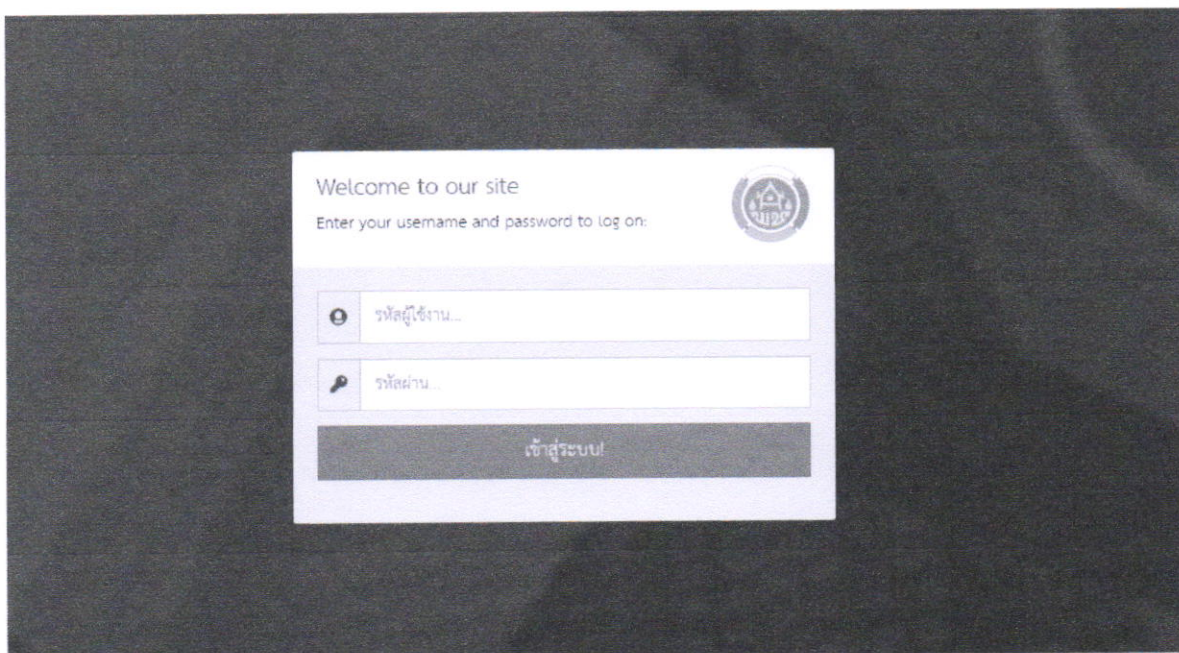 Welcome to our site
Enter your username and password to log on:
รหัสผู้ใช้งาน...
รหัสผ่าน...
เข้าสู่ระบบ!